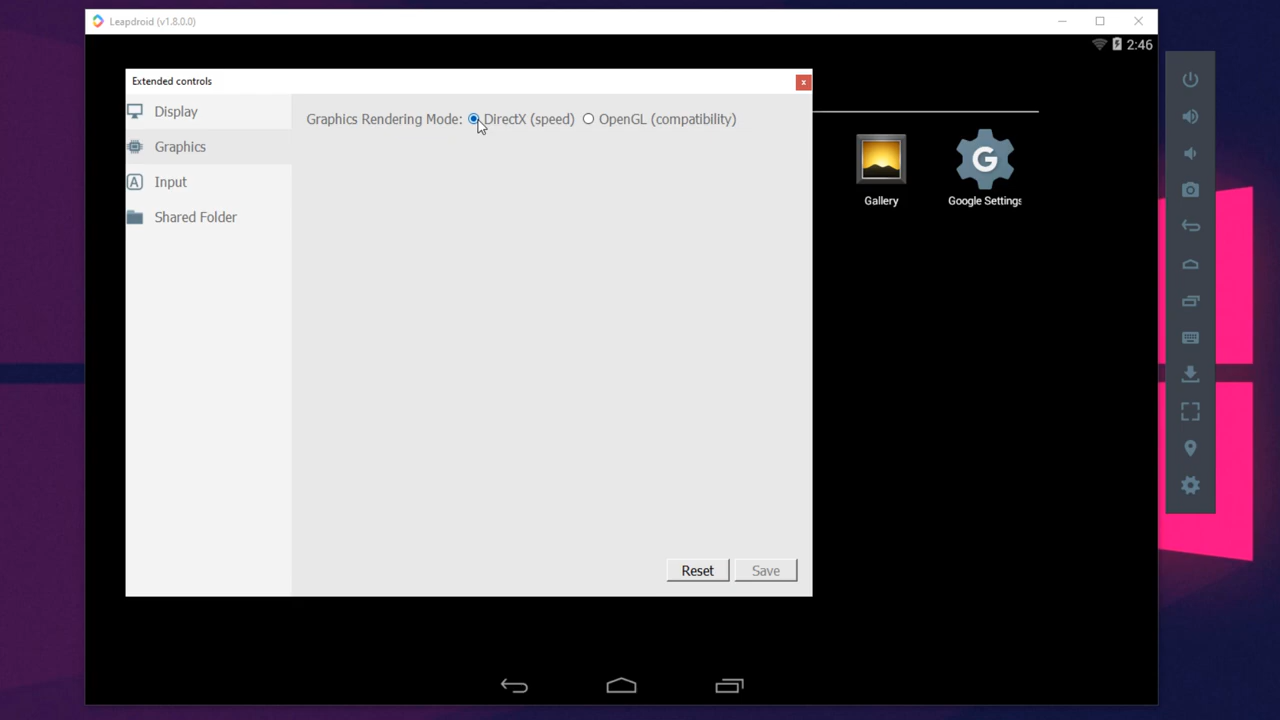 Leapdroid (v1.8.0.0)
2:46
Extended controls
x
Display
Graphics Rendering Mode: DirectX (speed) OpenGL (compatibility)
Graphics
A Input
Shared Folder
G
Gallery
Google Settings
Reset
Save